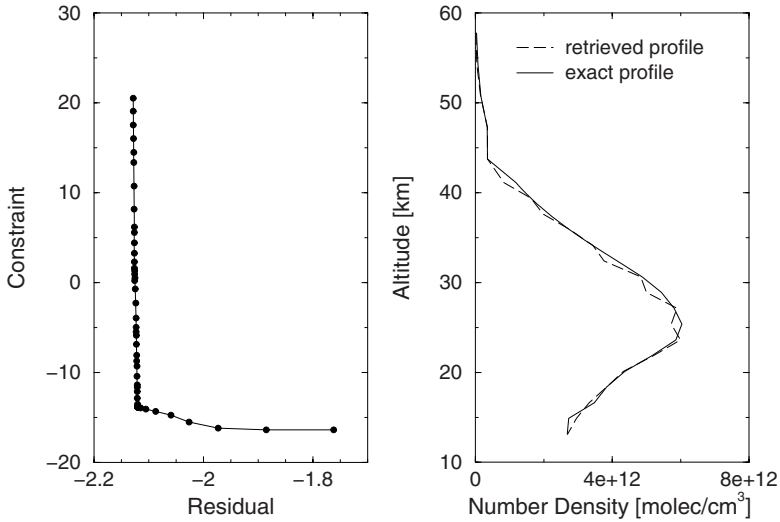 30
20
10
0
−10
−20
−2.2
−2
−1.8
Constraint
Residual
60
50
40
30
20
10
0
4e+12
8e+12
Altitude [km]
Number Density [molec/cm³]
retrieved profile
exact profile